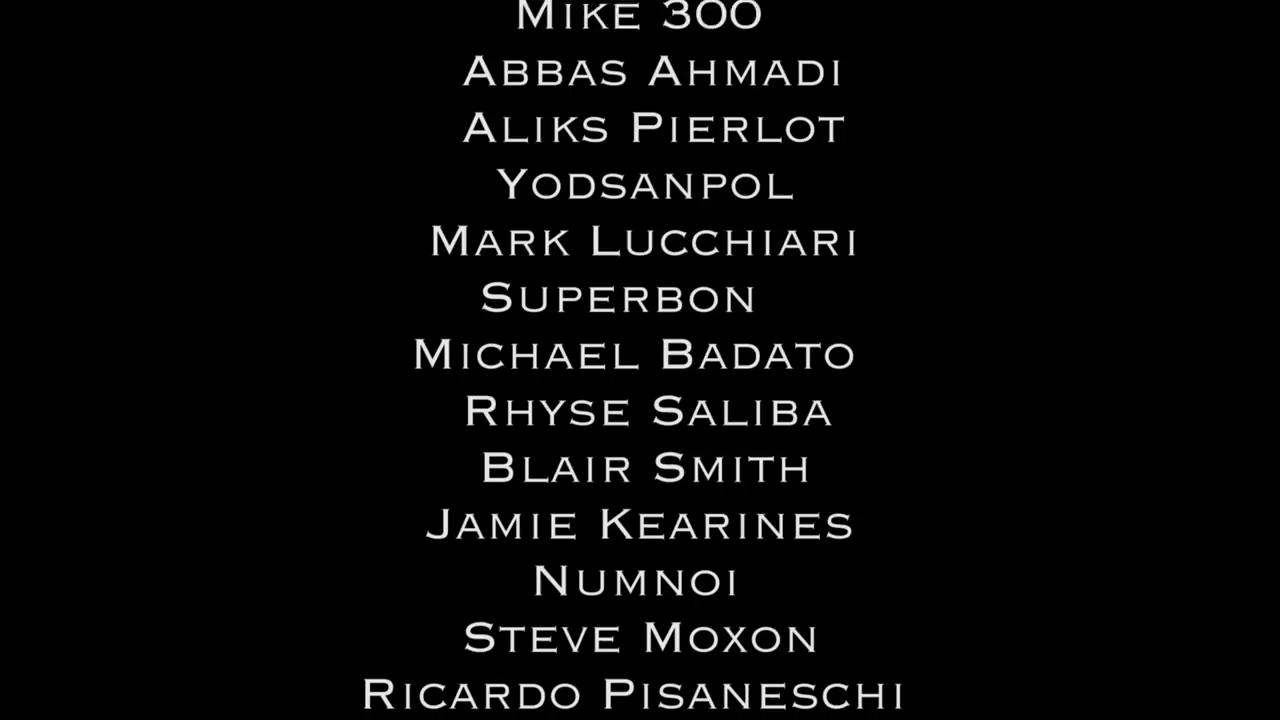 Mike 300
Abbas Ahmadi
Aliks Pierlot
Yodsanpol
Mark Lucchiari
Superbon
Michael Badato
Rhyse Saliba
Blair Smith
Jamie Kearines
Numnoi
Steve Moxon
Ricardo Pisaneschi